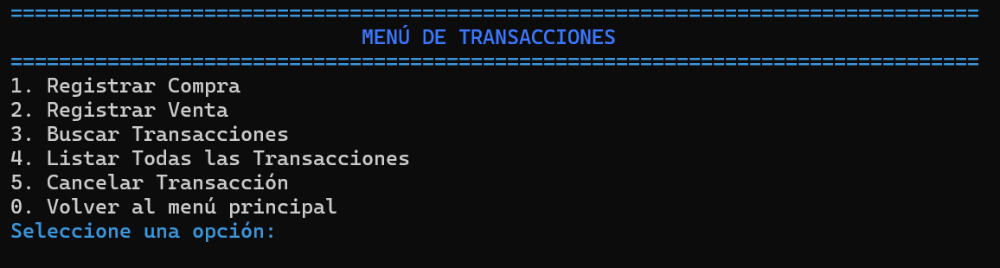 ================================================================================
MENÚ DE TRANSACCIONES
================================================================================
1. Registrar Compra
2. Registrar Venta
3. Buscar Transacciones
4. Listar Todas las Transacciones
5. Cancelar Transacción
0. Volver al menú principal
Seleccione una opción: